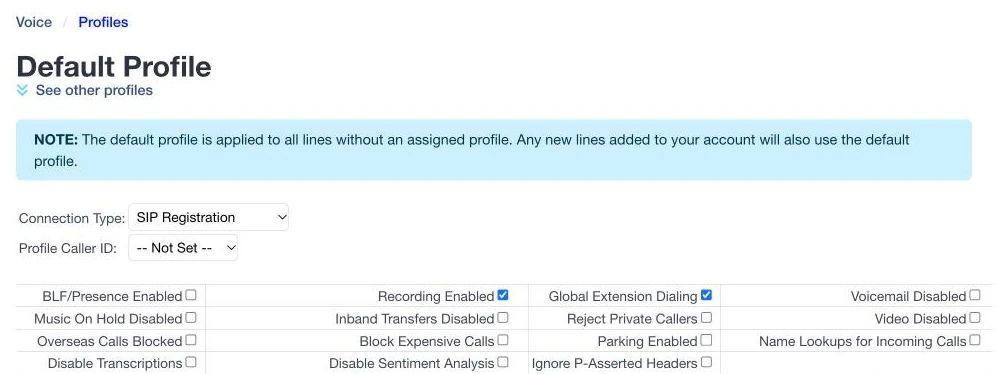 Voice / Profiles
Default Profile
See other profiles
NOTE: The default profile is applied to all lines without an assigned profile. Any new lines added to your account will also use the default
profile.
Connection Type: SIP Registration
Profile Caller ID: -- Not Set --
BLF/Presence Enabled Recording Enabled Global Extension Dialing Voicemail Disabled
Music On Hold Disabled Inband Transfers Disabled Reject Private Callers Video Disabled
Overseas Calls Blocked Block Expensive Calls Parking Enabled Name Lookups for Incoming Calls
Disable Transcriptions Disable Sentiment Analysis Ignore P-Asserted Headers